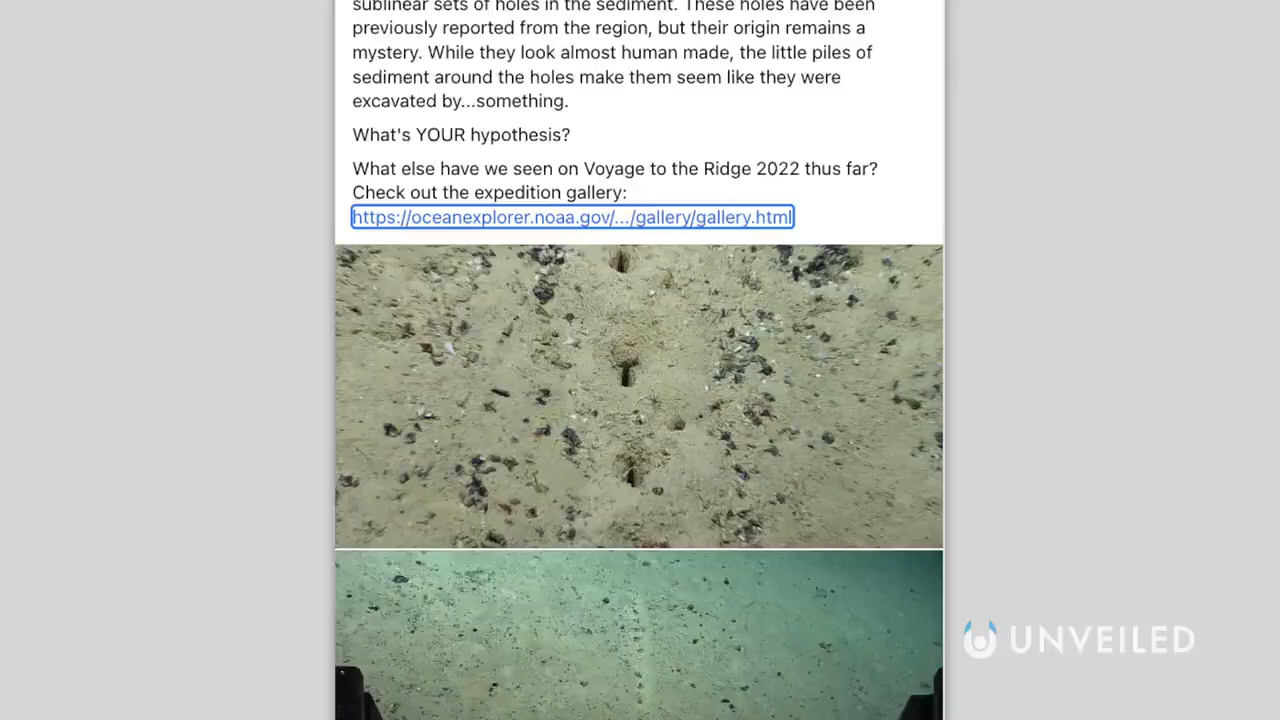 sublinear sets of holes in the sediment. These holes have been
previously reported from the region, but their origin remains a
mystery. While they look almost human made, the little piles of
sediment around the holes make them seem like they were
excavated by...something.
What's YOUR hypothesis?
What else have we seen on Voyage to the Ridge 2022 thus far?
Check out the expedition gallery:
https://oceanexplorer.noaa.gov/.../gallery/gallery.html
UNVEILED